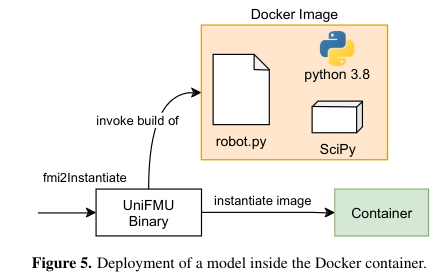 Docker Image
python 3.8
invoke build of
robot.py
SciPy
fmi2Instantiate
UniFMU
Binary
instantiate image
Container
Figure 5. Deployment of a model inside the Docker container.